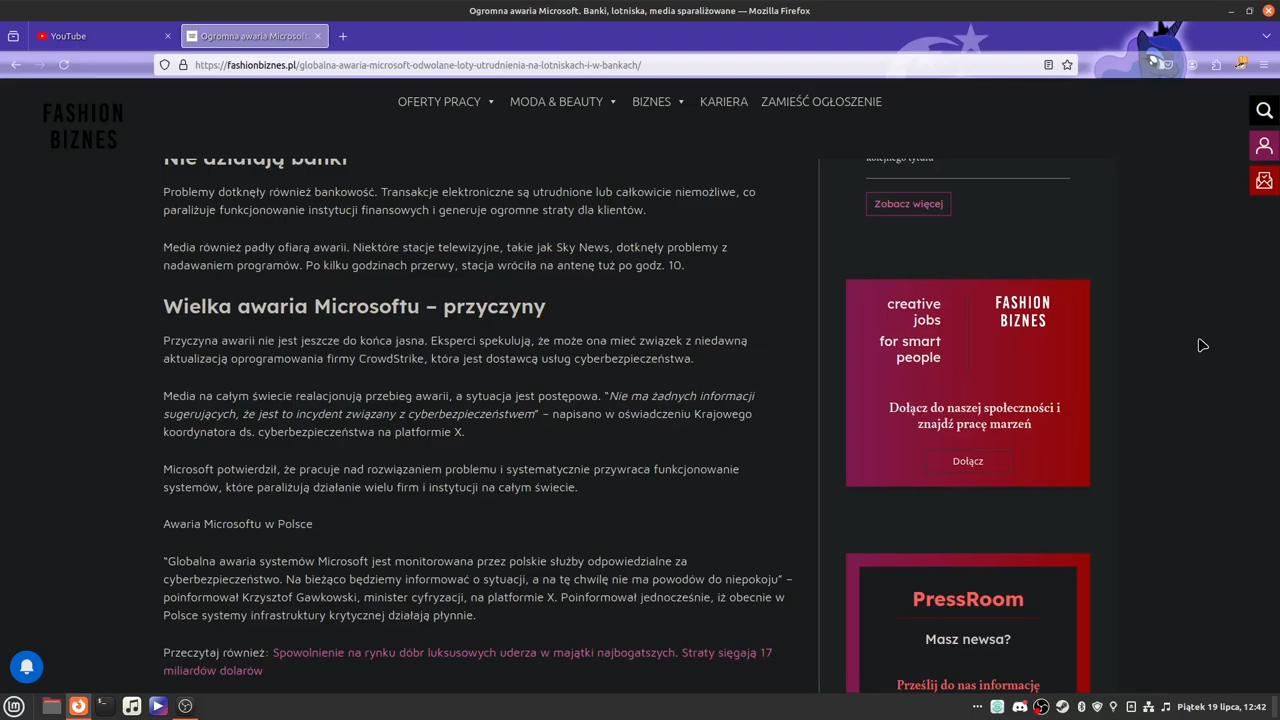 Ogromna awaria Microsoft. Banki, lotniska, media sparaliżowane — Mozilla Firefox
YouTube
Ogromna awaria Microsoft.
https://fashionbiznes.pl/globalna-awaria-microsoft-odwolane-loty-utrudnienia-na-lotniskach-i-w-bankach/
FASHION
BIZNES
OFERTY PRACY
MODA & BEAUTY
BIZNES
KARIERA
ZAMIEŚĆ OGŁOSZENIE
Nie działają banki
Problemy dotknęły również bankowość. Transakcje elektroniczne są utrudnione lub całkowicie niemożliwe, co
paraliżuje funkcjonowanie instytucji finansowych i generuje ogromne straty dla klientów.
Media również padły ofiarą awarii. Niektóre stacje telewizyjne, takie jak Sky News, dotknęły problemy z
nadawaniem programów. Po kilku godzinach przerwy, stacja wróciła na antenę tuż po godz. 10.
Wielka awaria Microsoftu – przyczyny
Przyczyna awarii nie jest jeszcze do końca jasna. Eksperci spekulują, że może ona mieć związek z niedawną
aktualizacją oprogramowania firmy CrowdStrike, która jest dostawcą usług cyberbezpieczeństwa.
Media na całym świecie realacjonują przebieg awarii, a sytuacja jest postępowa. “Nie ma żadnych informacji
sugerujących, że jest to incydent związany z cyberbezpieczeństwem” – napisano w oświadczeniu Krajowego
koordynatora ds. cyberbezpieczeństwa na platformie X.
Microsoft potwierdził, że pracuje nad rozwiązaniem problemu i systematycznie przywraca funkcjonowanie
systemów, które paraliżują działanie wielu firm i instytucji na całym świecie.
Awaria Microsoftu w Polsce
“Globalna awaria systemów Microsoft jest monitorowana przez polskie służby odpowiedzialne za
cyberbezpieczeństwo. Na bieżąco będziemy informować o sytuacji, a na tę chwilę nie ma powodów do niepokoju” –
poinformował Krzysztof Gawkowski, minister cyfryzacji, na platformie X. Poinformował jednocześnie, iż obecnie w
Polsce systemy infrastruktury krytycznej działają płynnie.
Przeczytaj również: Spowolnienie na rynku dóbr luksusowych uderza w majątki najbogatszych. Straty sięgają 17
miliardów dolarów
kolejnego tytułu
Zobacz więcej
creative
jobs
for smart
people
FASHION
BIZNES
Dołącz do naszej społeczności i
znajdź pracę marzeń
Dołącz
PressRoom
Masz newsa?
Prześlij do nas informację
Piątek 19 lipca, 12:42